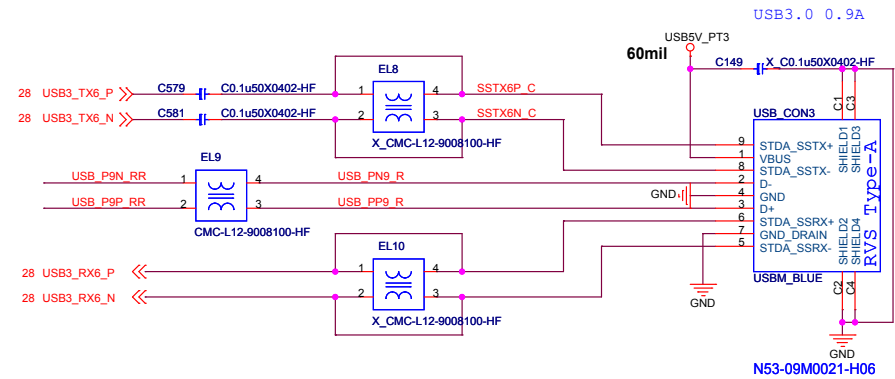 USB3.0 0.9A
USB5V_PT3
60mil
C149 X_C0.1u50X0402-HF
EL8
28 USB3_TX6_P C579 C0.1u50X0402-HF 1 4 SSTX6P_C
28 USB3_TX6_N C581 C0.1u50X0402-HF 2 3 SSTX6N_C
X_CMC-L12-9008100-HF
C1 C3
USB_CON3
9 STDA_SSTX+
1 VBUS
8 STDA_SSTX-
2 D-
4 GND
3 D+
6 STDA_SSRX+
7 GND_DRAIN
5 STDA_SSRX-
SHIELD1 SHIELD3
SHIELD2 SHIELD4
RVS Type-A
USBM_BLUE
C2 C4
EL9
USB_P9N_RR 1 4 USB_PN9_R
USB_P9P_RR 2 3 USB_PP9_R
CMC-L12-9008100-HF
GND
EL10
28 USB3_RX6_P 1 4
28 USB3_RX6_N 2 3
X_CMC-L12-9008100-HF
GND
GND
N53-09M0021-H06